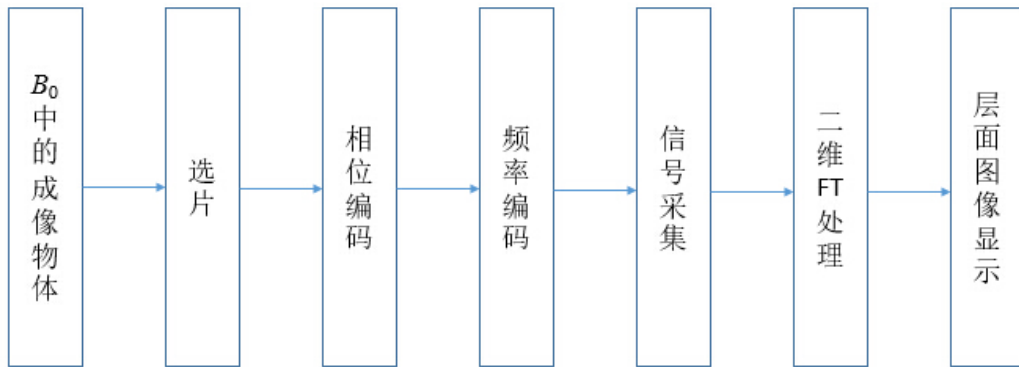 B₀中的成像物体
选片
相位编码
频率编码
信号采集
二维FT处理
层面图像显示